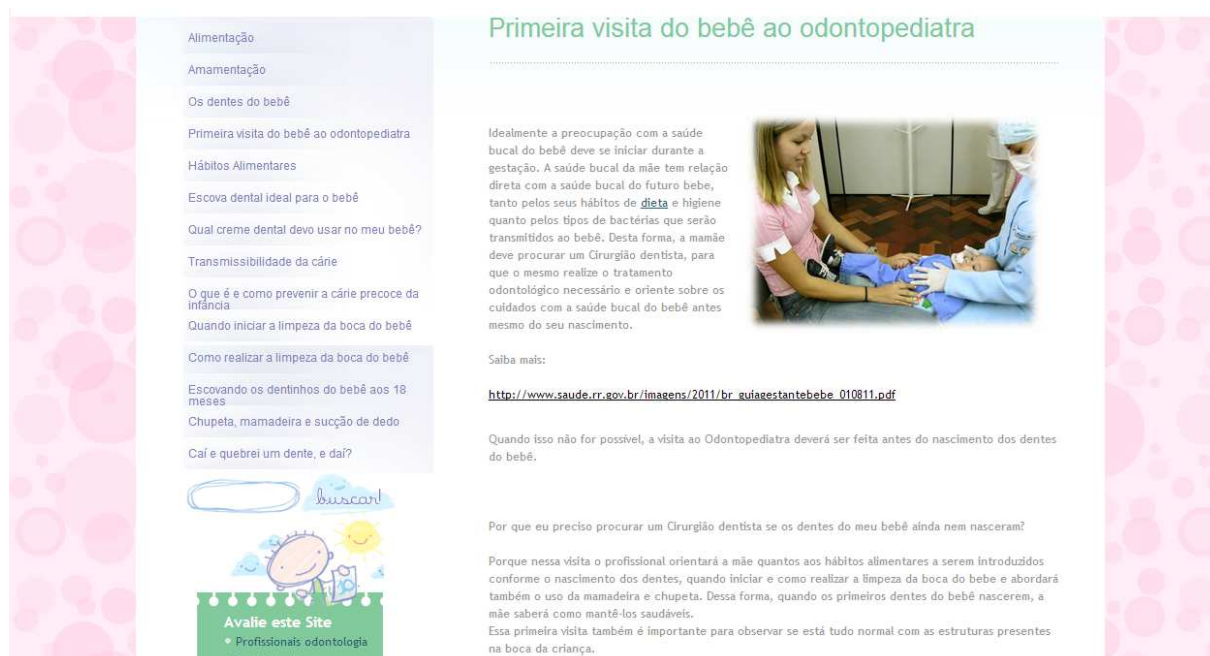 Alimentação
Amamentação
Os dentes do bebê
Primeira visita do bebê ao odontopediatra
Hábitos Alimentares
Escova dental ideal para o bebê
Qual creme dental devo usar no meu bebê?
Transmissibilidade da cárie
O que é e como prevenir a cárie precoce da
infância
Quando iniciar a limpeza da boca do bebê
Como realizar a limpeza da boca do bebê
Escovando os dentinhos do bebê aos 18
meses
Chupeta, mamadeira e sucção de dedo
Caí e quebrei um dente, e daí?
buscar!
Avalie este Site
Profissionais odontologia
Primeira visita do bebê ao odontopediatra
Idealmente a preocupação com a saúde
bucal do bebê deve se iniciar durante a
gestação. A saúde bucal da mãe tem relação
direta com a saúde bucal do futuro bebe,
tanto pelos seus hábitos de dieta e higiene
quanto pelos tipos de bactérias que serão
transmitidos ao bebê. Desta forma, a mamãe
deve procurar um Cirurgião dentista, para
que o mesmo realize o tratamento
odontológico necessário e oriente sobre os
cuidados com a saúde bucal do bebê antes
mesmo do seu nascimento.
Saiba mais:
http://www.saude.rr.gov.br/imagens/2011/br_guiagestantebebe_010811.pdf
Quando isso não for possível, a visita ao Odontopediatra deverá ser feita antes do nascimento dos dentes
do bebê.
Por que eu preciso procurar um Cirurgião dentista se os dentes do meu bebê ainda nem nasceram?
Porque nessa visita o profissional orientará a mãe quantos aos hábitos alimentares a serem introduzidos
conforme o nascimento dos dentes, quando iniciar e como realizar a limpeza da boca do bebe e abordará
também o uso da mamadeira e chupeta. Dessa forma, quando os primeiros dentes do bebê nascerem, a
mãe saberá como mantê-los saudáveis.
Essa primeira visita também é importante para observar se está tudo normal com as estruturas presentes
na boca da criança.